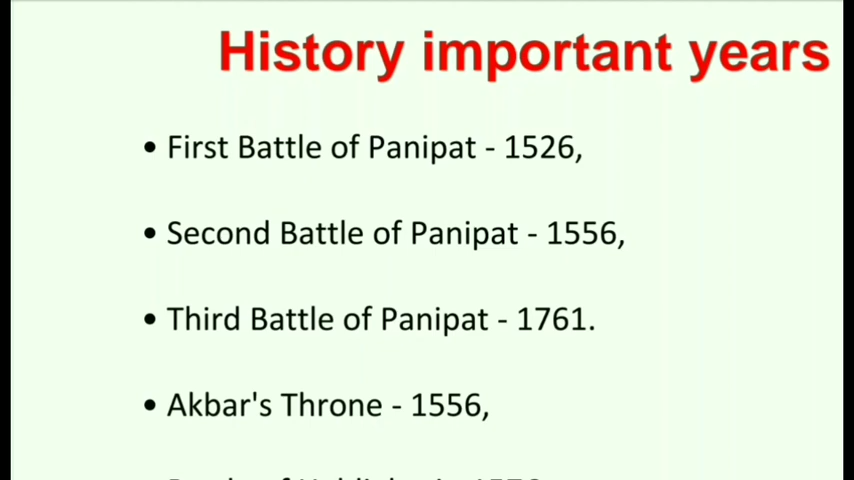 History important years
• First Battle of Panipat - 1526,
• Second Battle of Panipat - 1556,
• Third Battle of Panipat - 1761.
• Akbar's Throne - 1556,